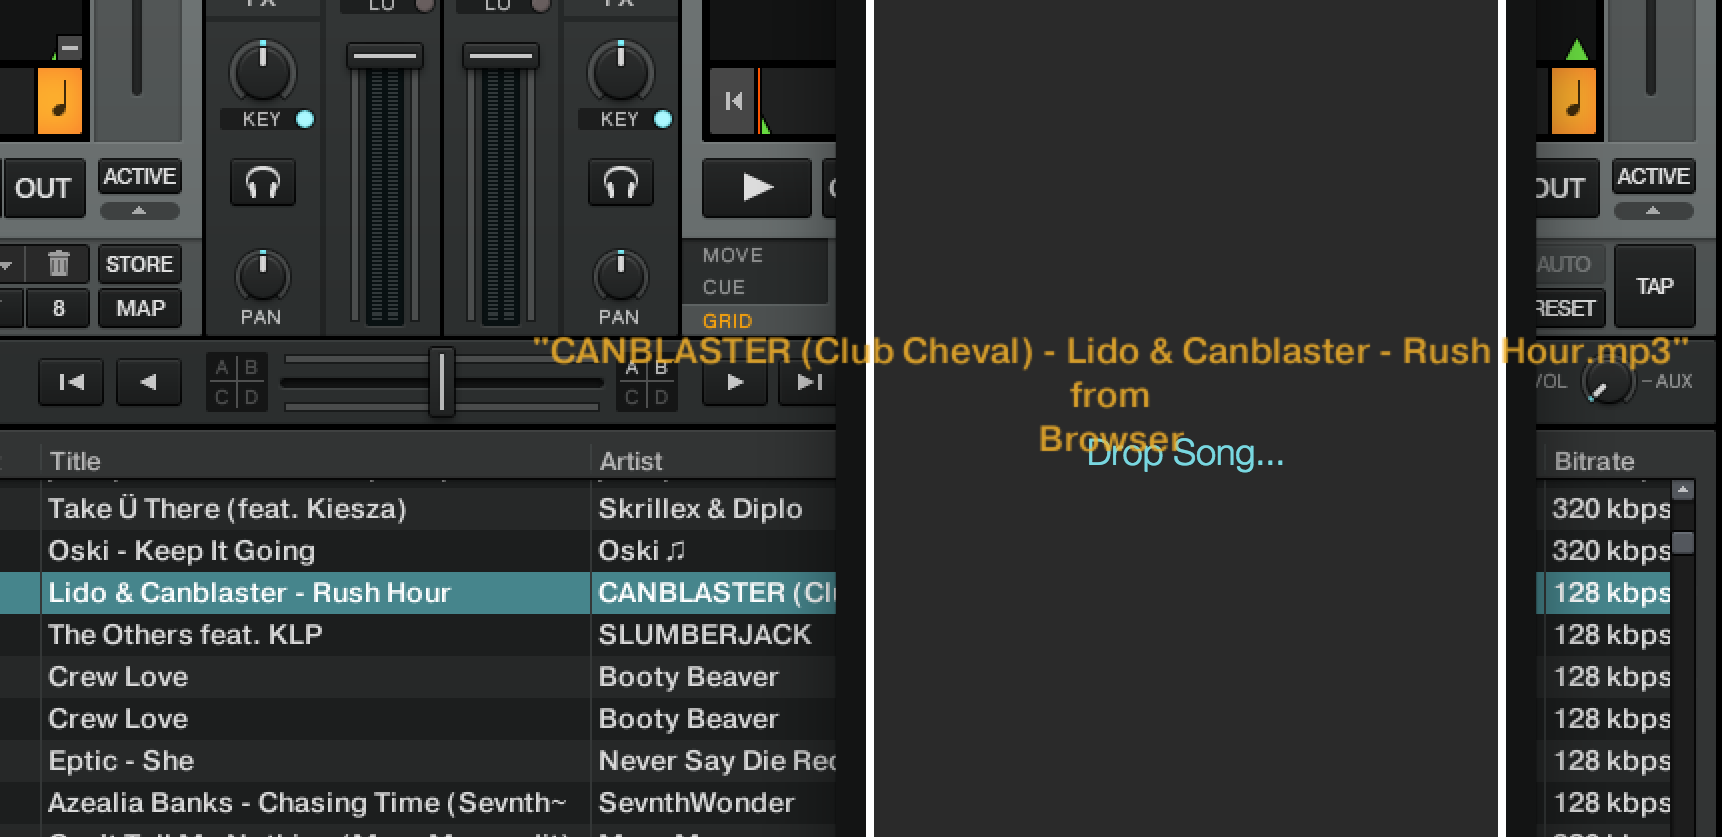 FX
LO
LO
FX
KEY
KEY
OUT
ACTIVE
OUT
ACTIVE
STORE
MOVE
AUTO
8
MAP
CUE
RESET
TAP
PAN
PAN
GRID
"CANBLASTER (Club Cheval) - Lido & Canblaster - Rush Hour.mp3"
from
Browser
Drop Song...
A B
C D
A B
C D
VOL
AUX
Title
Artist
Bitrate
Take Ü There (feat. Kiesza)
Skrillex & Diplo
320 kbps
Oski - Keep It Going
Oski ♫
320 kbps
Lido & Canblaster - Rush Hour
CANBLASTER (Clu
128 kbps
The Others feat. KLP
SLUMBERJACK
128 kbps
Crew Love
Booty Beaver
128 kbps
Crew Love
Booty Beaver
128 kbps
Eptic - She
Never Say Die Rec
128 kbps
Azealia Banks - Chasing Time (Sevnth~
SevnthWonder
128 kbps